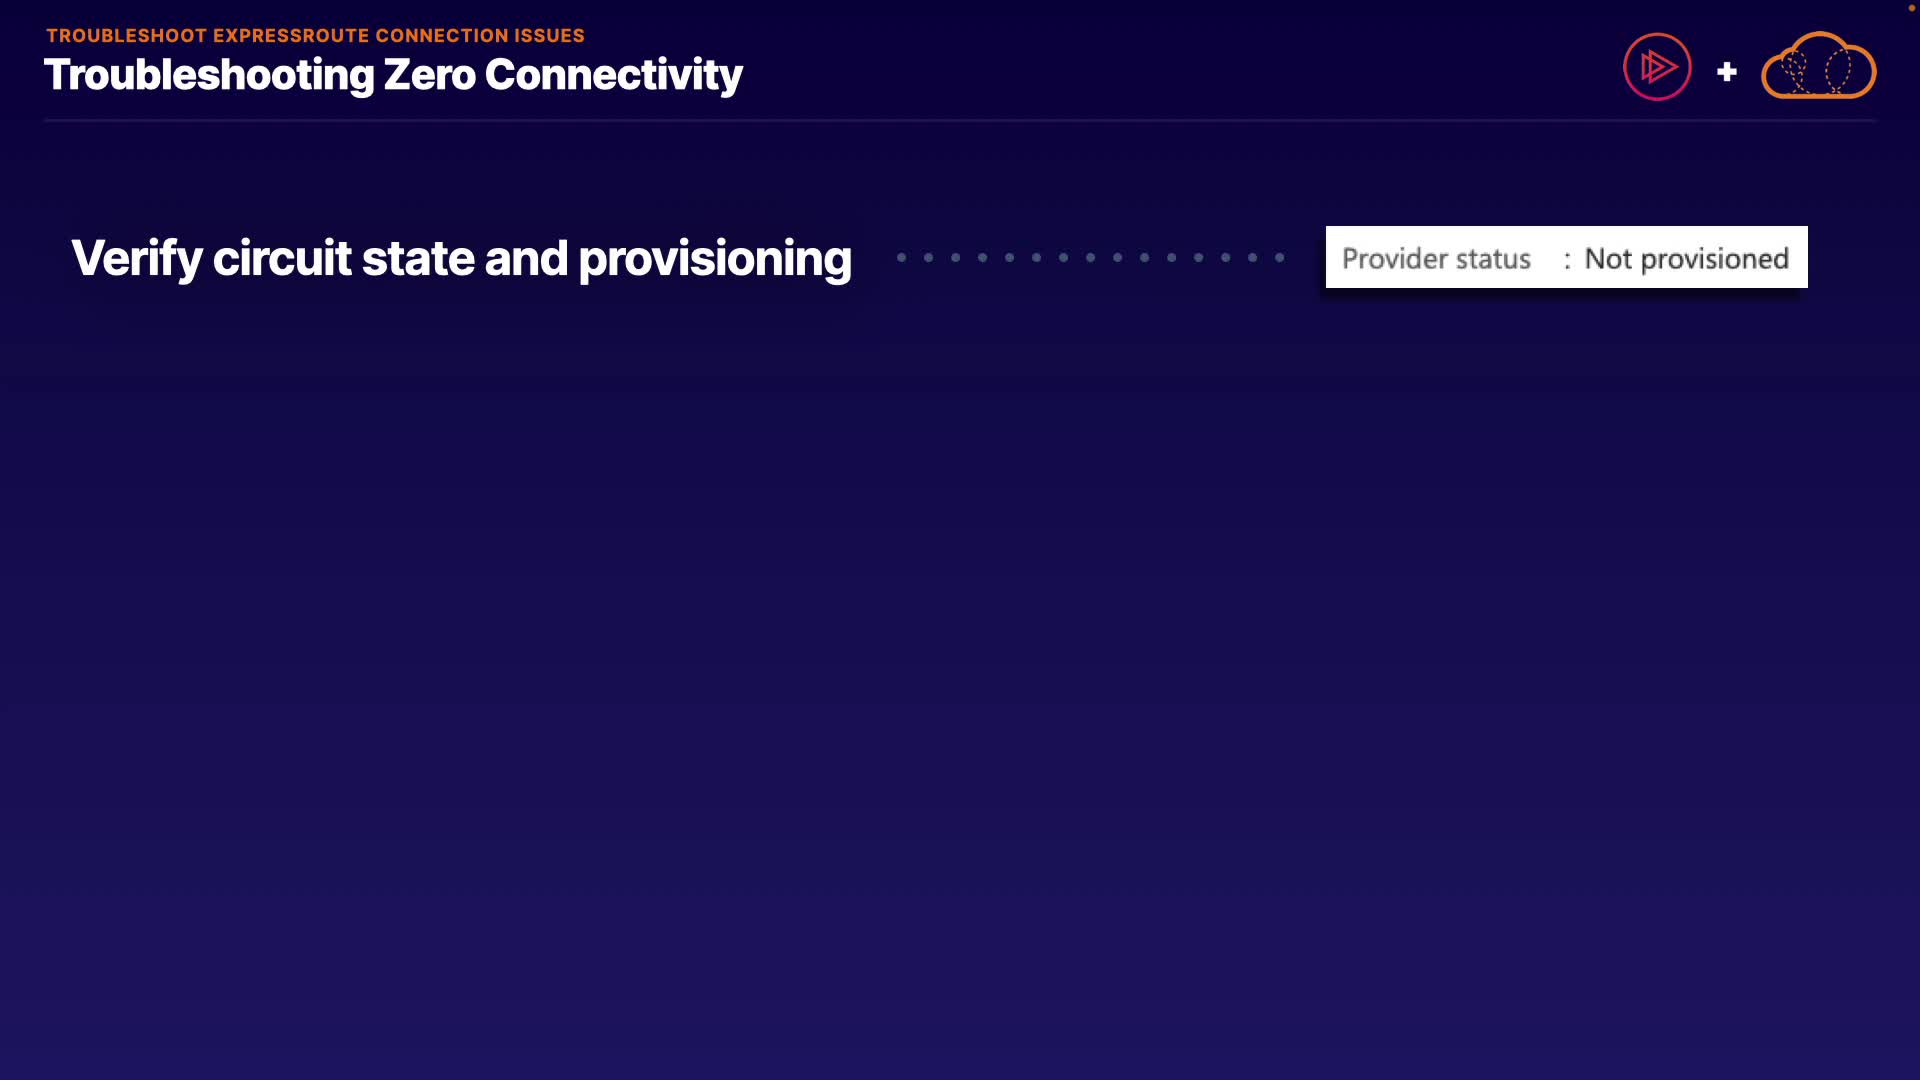 TROUBLESHOOT EXPRESSROUTE CONNECTION ISSUES
Troubleshooting Zero Connectivity
+
Verify circuit state and provisioning
Provider status : Not provisioned